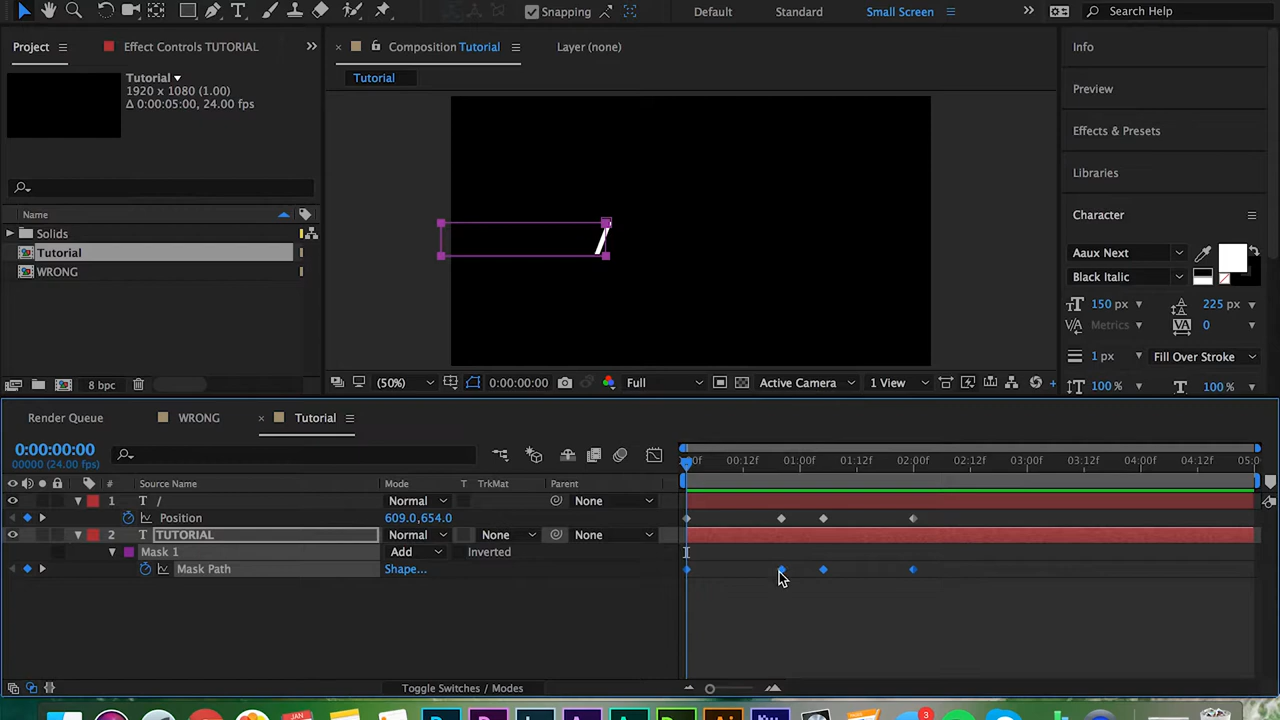 Snapping
Default
Standard
Small Screen
Search Help
Project
Effect Controls TUTORIAL
Composition Tutorial
Layer (none)
Info
Tutorial
1920 x 1080 (1.00)
Δ 0:00:05:00, 24.00 fps
Tutorial
Preview
Effects & Presets
Libraries
Name
Character
Solids
Tutorial
WRONG
Aaux Next
Black Italic
150 px
225 px
Metrics
0
1 px
Fill Over Stroke
100 %
100 %
8 bpc
(50%)
0:00:00:00
Full
Active Camera
1 View
Render Queue
WRONG
Tutorial
0:00:00:00
00000 (24.00 fps)
00:12f
01:00f
01:12f
02:00f
02:12f
03:00f
03:12f
04:00f
04:12f
Source Name
Mode
T
TrkMat
Parent
1
T
/
Normal
None
Position
609.0,654.0
2
T
TUTORIAL
Normal
None
None
Mask 1
Add
Inverted
Mask Path
Shape...
Toggle Switches / Modes